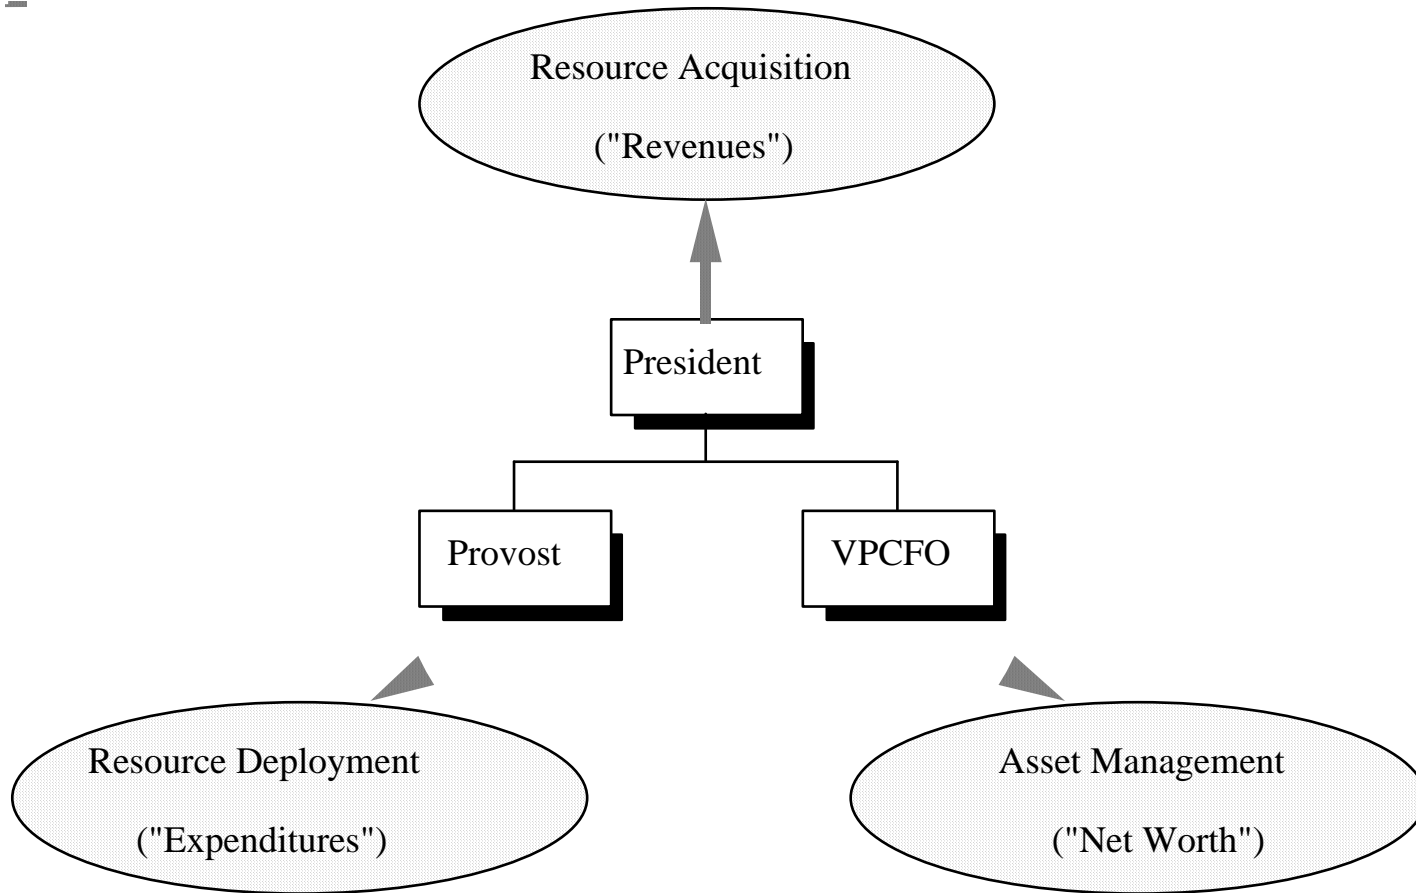 Resource Acquisition
("Revenues")
President
Provost
VPCFO
Resource Deployment
("Expenditures")
Asset Management
("Net Worth")